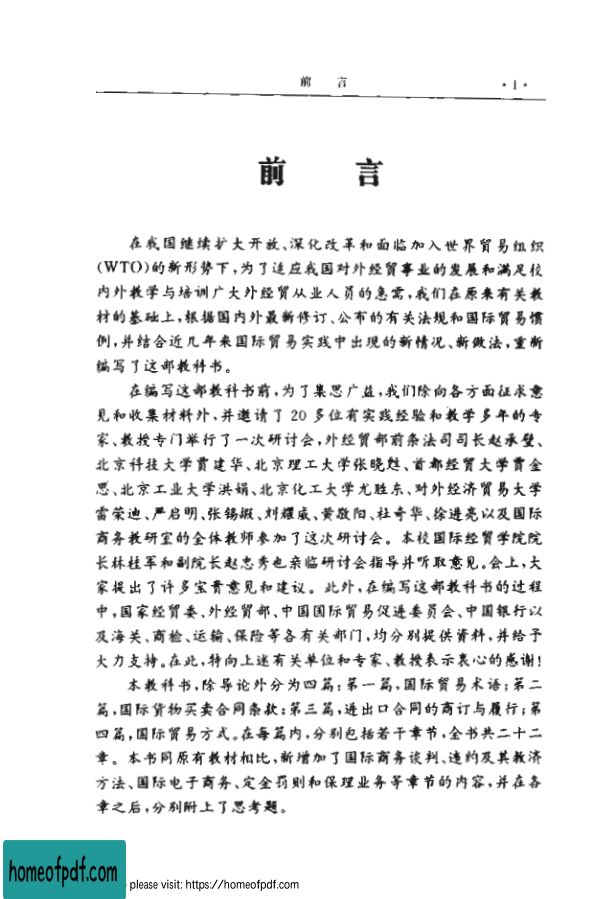 前 言 ·1·
前 言
在我国继续扩大开放、深化改革和面临加入世界贸易组织
(WTO)的新形势下,为了适应我国对外经贸事业的发展和满足校
内外教学与培训广大外经贸从业人员的急需,我们在原来有关教
材的基础上,根据国内外最新修订、公布的有关法规和国际贸易惯
例,并结合近几年来国际贸易实践中出现的新情况、新做法,重新
编写了这部教科书。
在编写这部教科书前,为了集思广益,我们除向各方面征求意
见和收集材料外,并邀请了 20 多位有实践经验和教学多年的专
家、教授专门举行了一次研讨会,外经贸部前条法司司长赵承璧、
北京科技大学贾建华、北京理工大学张晓甦、首都经贸大学贾金
思、北京工业大学洪娟、北京化工大学尤胜东、对外经济贸易大学
雷荣迪、严启明、张锡嘏、刘耀威、黄敬阳、杜奇华、徐进亮以及国际
商务教研室的全体教师参加了这次研讨会。本校国际经贸学院院
长林桂军和副院长赵忠秀也亲临研讨会指导并听取意见。会上,大
家提出了许多宝贵意见和建议。此外,在编写这部教科书的过程
中,国家经贸委、外经贸部、中国国际贸易促进委员会、中国银行以
及海关、商检、运输、保险等各有关部门,均分别提供资料,并给予
大力支持。在此,特向上述有关单位和专家、教授表示衷心的感谢!
本教科书,除导论外分为四篇:第一篇,国际贸易术语;第二
篇,国际货物买卖合同条款;第三篇,进出口合同的商订与履行;第
四篇,国际贸易方式。在每篇内,分别包括若干章节,全书共二十二
章。本书同原有教材相比,新增加了国际商务谈判、违约及其救济
方法、国际电子商务、定金罚则和保理业务等章节的内容,并在各
章之后,分别附上了思考题。
homeofpdf.com
please visit: https://homeofpdf.com